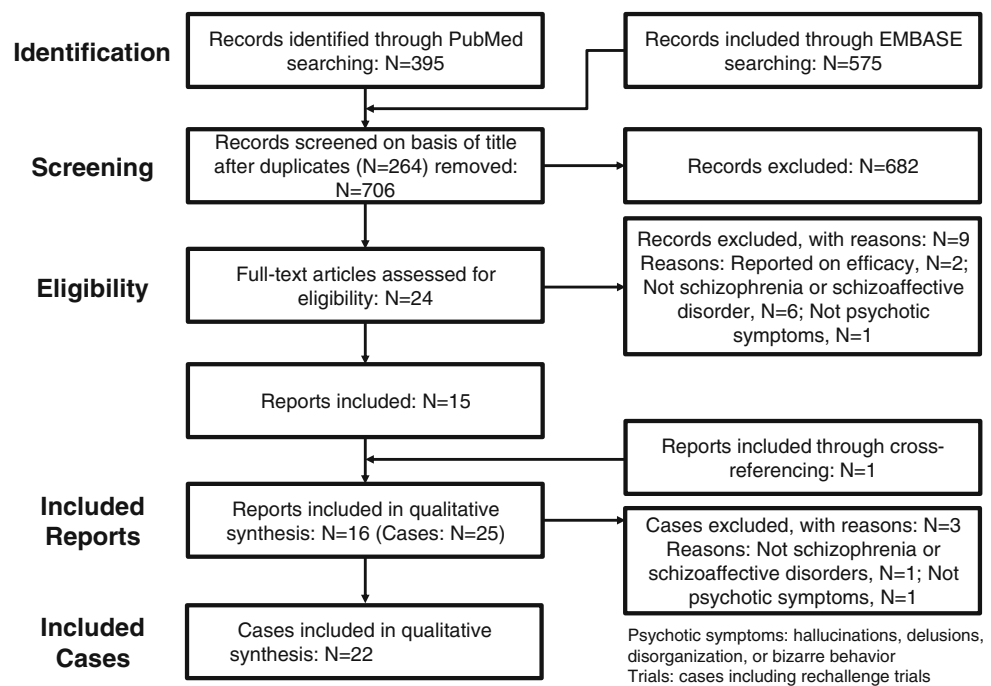 Identification
Records identified through PubMed
searching: N=395
Records included through EMBASE
searching: N=575
Screening
Records screened on basis of title
after duplicates (N=264) removed:
N=706
Records excluded: N=682
Eligibility
Full-text articles assessed for
eligibility: N=24
Records excluded, with reasons: N=9
Reasons: Reported on efficacy, N=2;
Not schizophrenia or schizoaffective
disorder, N=6; Not psychotic
symptoms, N=1
Reports included: N=15
Reports included through cross-
referencing: N=1
Included
Reports
Reports included in qualitative
synthesis: N=16 (Cases: N=25)
Cases excluded, with reasons: N=3
Reasons: Not schizophrenia or
schizoaffective disorders, N=1; Not
psychotic symptoms, N=1
Included
Cases
Cases included in qualitative
synthesis: N=22
Psychotic symptoms: hallucinations, delusions,
disorganization, or bizarre behavior
Trials: cases including rechallenge trials